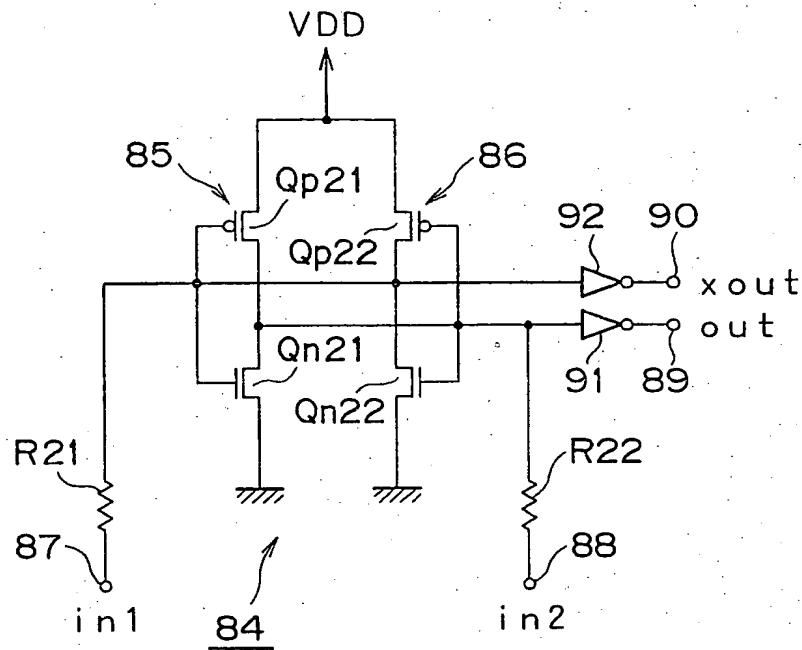 VDD
85
86
Qp21
Qp22
92
90
xout
out
Qn21
Qn22
91
89
R21
R22
87
88
in1
in2
84